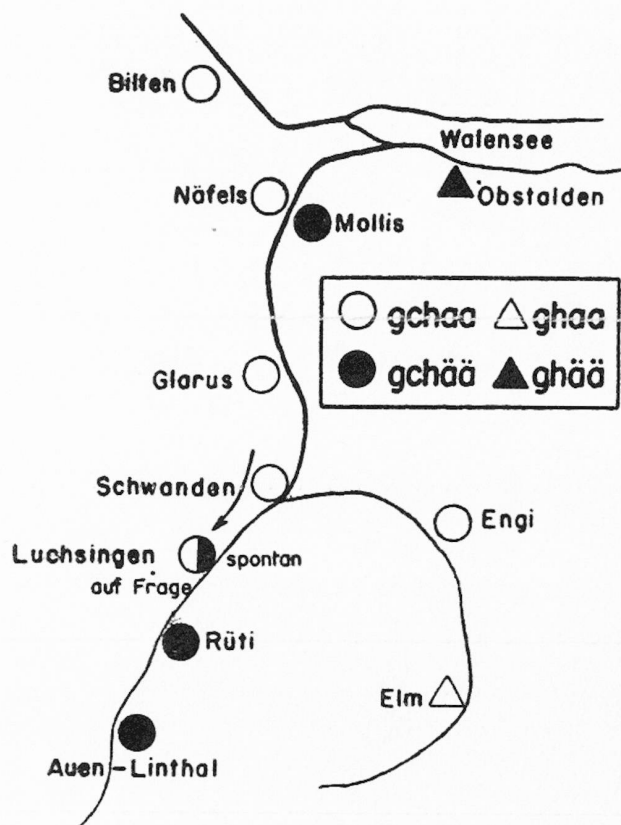 Bilten
Walensee
Näfels
Obstalden
Mollis
gchaa ghaa
gchää ghää
Glarus
Schwanden
Engi
Luchsingen spontan
auf Frage
Rüti
Elm
Auen-Linthal